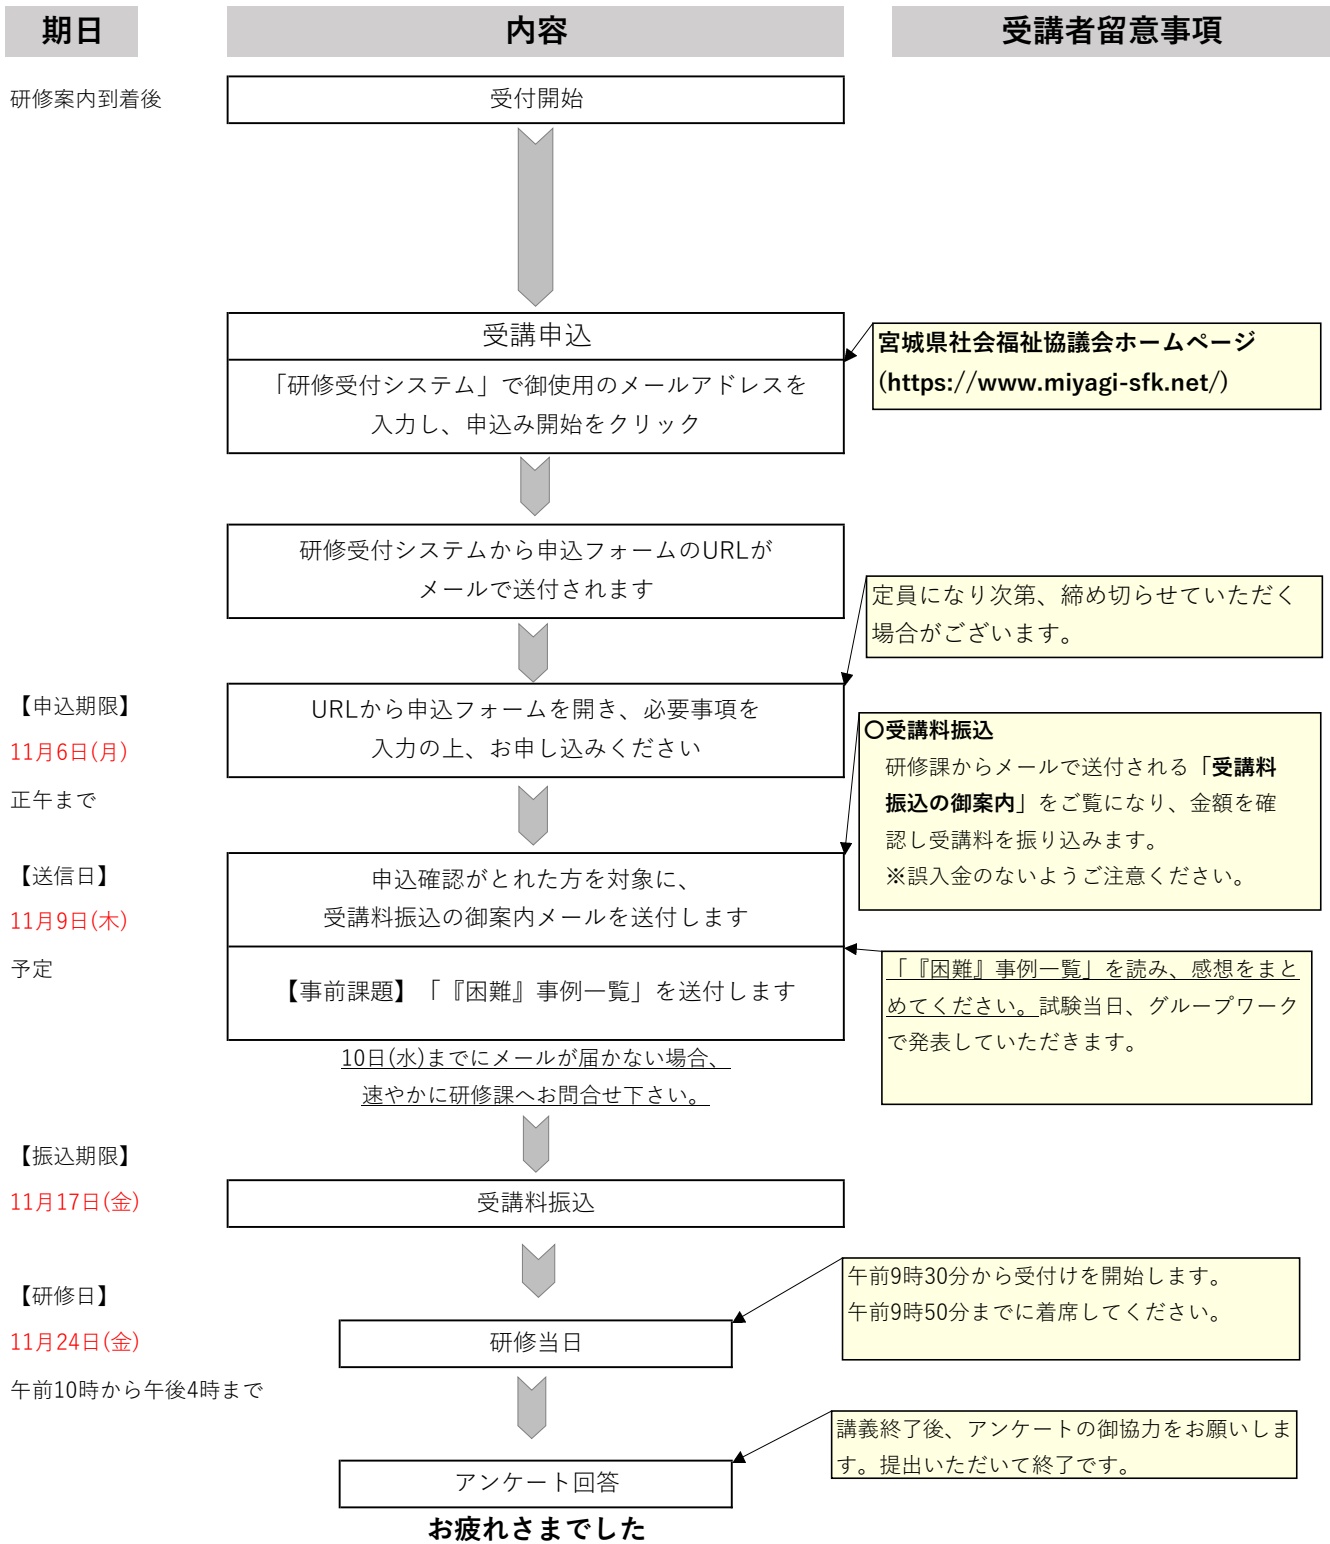 期日
内容
受講者留意事項
研修案内到着後
受付開始
受講申込
「研修受付システム」で御使用のメールアドレスを
入力し、申込み開始をクリック
宮城県社会福祉協議会ホームページ
(https://www.miyagi-sfk.net/)
研修受付システムから申込フォームのURLが
メールで送付されます
定員になり次第、締め切らせていただく
場合がございます。
【申込期限】
11月6日(月)
正午まで
URLから申込フォームを開き、必要事項を
入力の上、お申し込みください
〇受講料振込
研修課からメールで送付される「受講料
振込の御案内」をご覧になり、金額を確
認し受講料を振り込みます。
※誤入金のないようご注意ください。
【送信日】
11月9日(木)
予定
申込確認がとれた方を対象に、
受講料振込の御案内メールを送付します
【事前課題】「『困難』事例一覧」を送付します
「『困難』事例一覧」を読み、感想をまと
めてください。試験当日、グループワーク
で発表していただきます。
10日(水)までにメールが届かない場合、
速やかに研修課へお問合せ下さい。
【振込期限】
11月17日(金)
受講料振込
【研修日】
11月24日(金)
午前10時から午後4時まで
研修当日
午前9時30分から受付けを開始します。
午前9時50分までに着席してください。
アンケート回答
講義終了後、アンケートの御協力をお願いしま
す。提出いただいて終了です。
お疲れさまでした